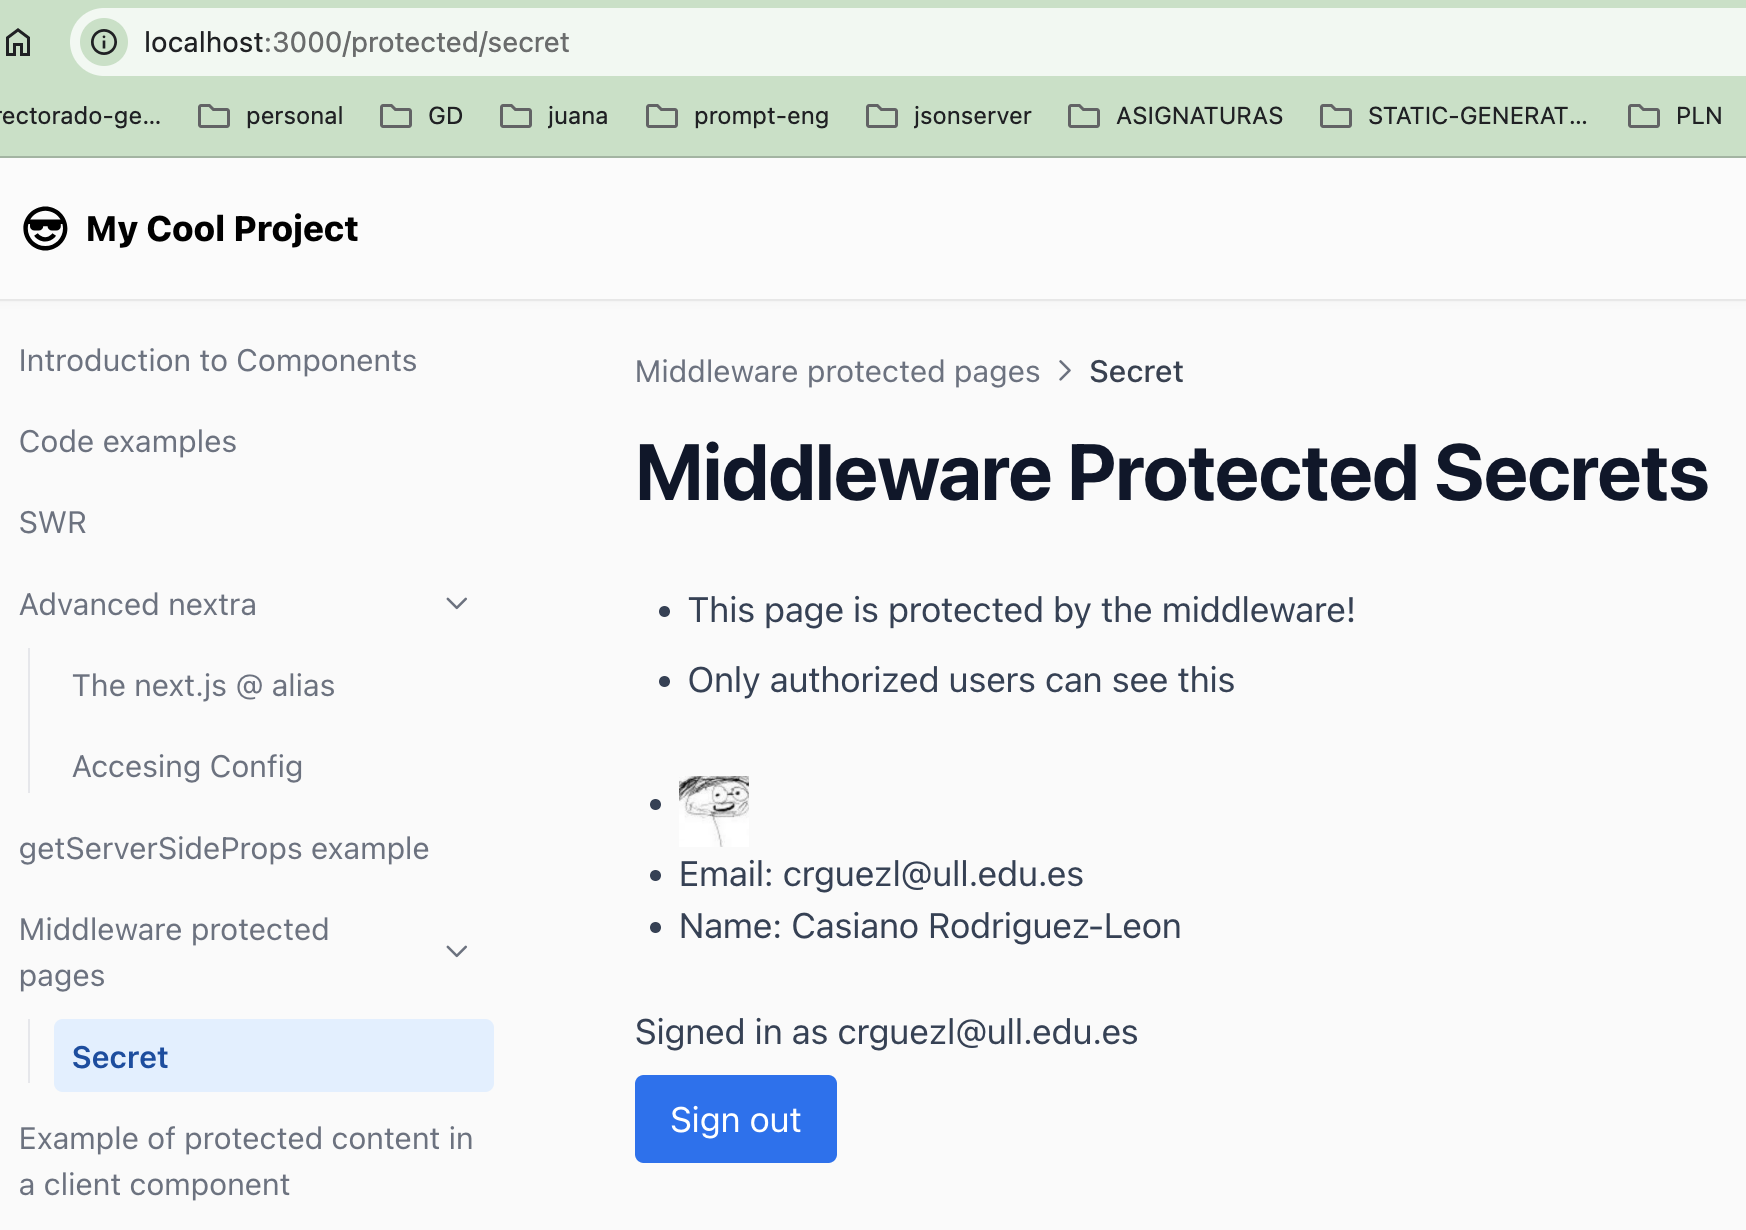 localhost:3000/protected/secret
rectorado-ge...
personal
GD
juana
prompt-eng
jsonserver
ASIGNATURAS
STATIC-GENERAT...
PLN
My Cool Project
Introduction to Components
Code examples
SWR
Advanced nextra
The next.js @ alias
Accesing Config
getServerSideProps example
Middleware protected
pages
Secret
Example of protected content in
a client component
Middleware protected pages > Secret
Middleware Protected Secrets
• This page is protected by the middleware!
• Only authorized users can see this
• Email: crguezl@ull.edu.es
• Name: Casiano Rodriguez-Leon
Signed in as crguezl@ull.edu.es
Sign out